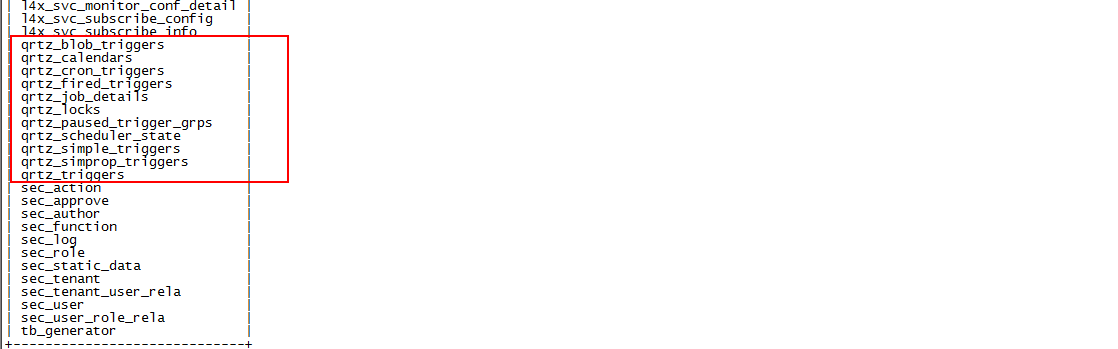 | l4x_svc_monitor_conf_detail |
| l4x_svc_subscribe_config |
| l4x_svc_subscribe_info |
| qrtz_blob_triggers |
| qrtz_calendars |
| qrtz_cron_triggers |
| qrtz_fired_triggers |
| qrtz_job_details |
| qrtz_locks |
| qrtz_paused_trigger_grps |
| qrtz_scheduler_state |
| qrtz_simple_triggers |
| qrtz_simprop_triggers |
| qrtz_triggers |
| sec_action |
| sec_approve |
| sec_author |
| sec_function |
| sec_log |
| sec_role |
| sec_static_data |
| sec_tenant |
| sec_tenant_user_rela |
| sec_user |
| sec_user_role_rela |
| tb_generator |
+-----------------------------+